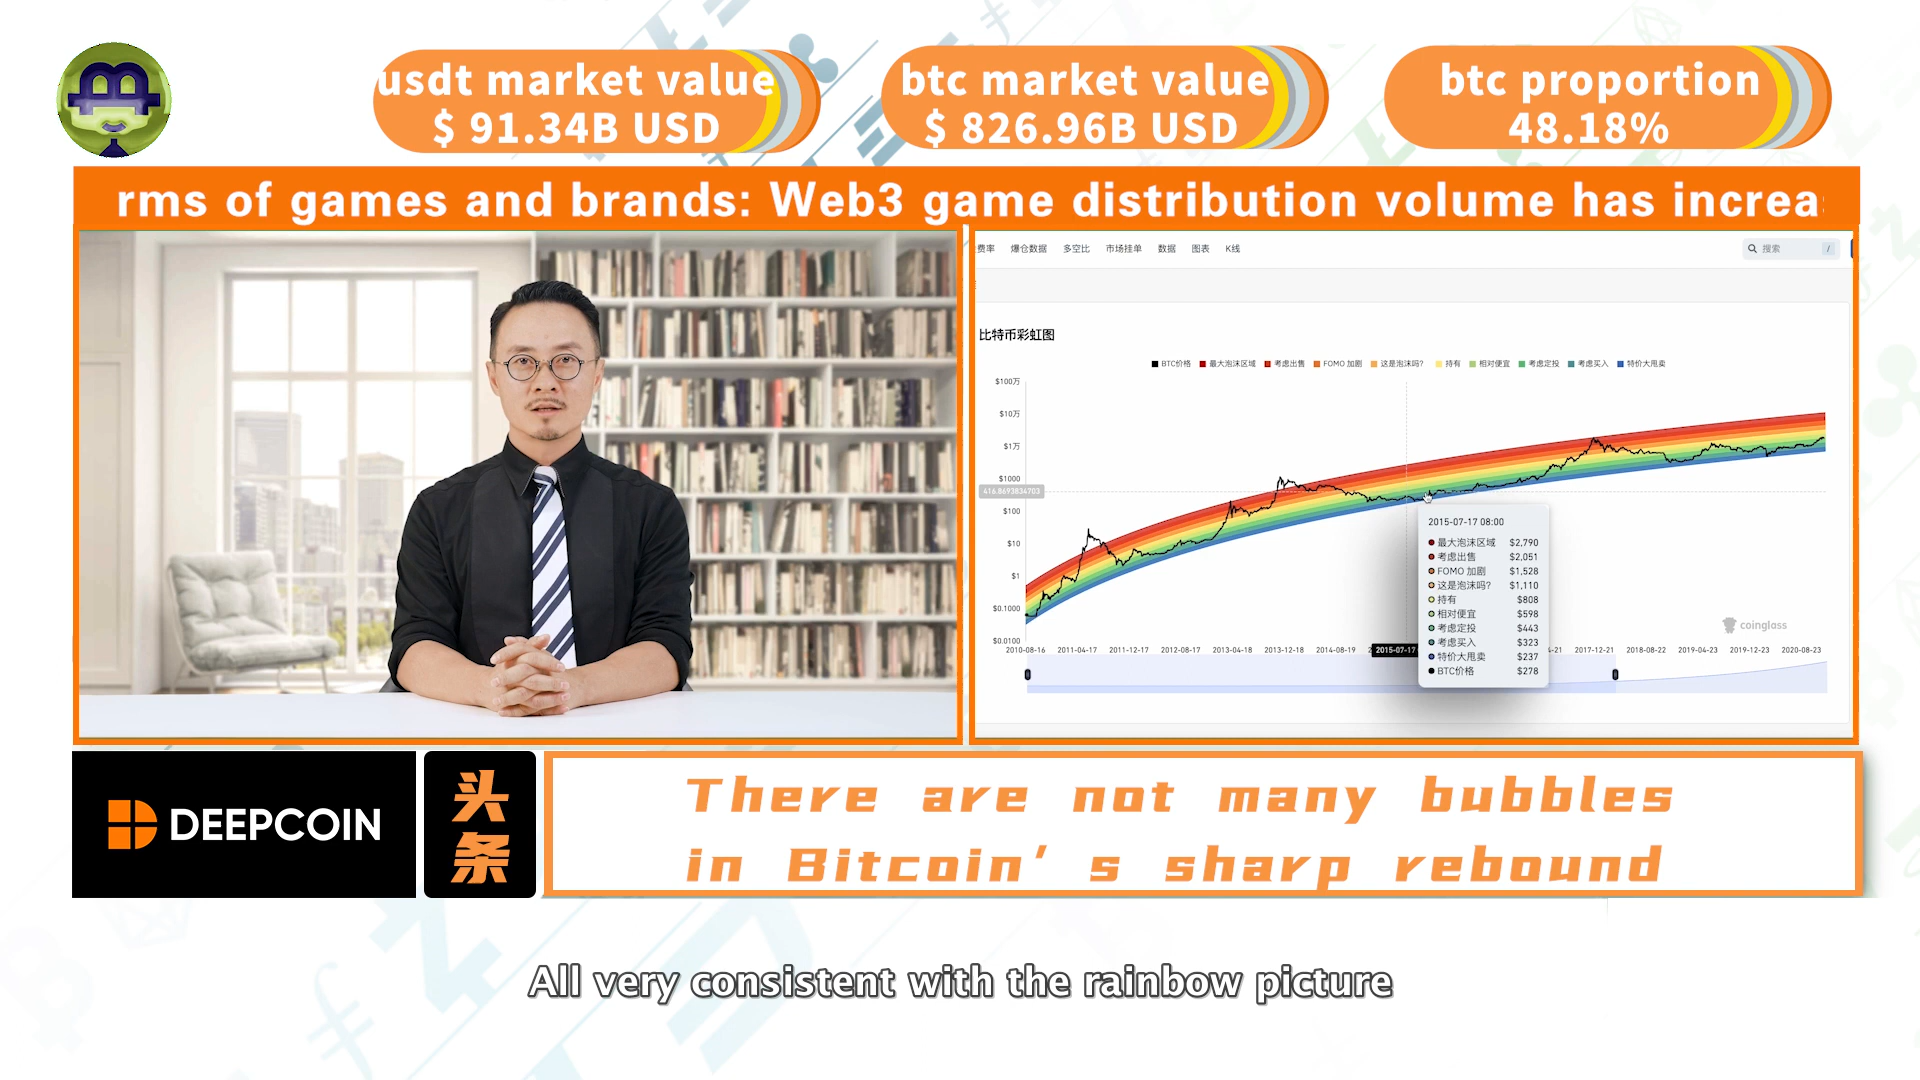 usdt market value
$ 91.34B USD
btc market value
$ 826.96B USD
btc proportion
48.18%
rms of games and brands: Web3 game distribution volume has increa
费率 爆仓数据 多空比 市场挂单 数据 图表 K线
搜索 /
比特币彩虹图
BTC价格 最大泡沫区域 考虑出售 FOMO 加剧 这是泡沫吗? 持有 相对便宜 考虑定投 考虑买入 特价大甩卖
$100万
$10万
$1万
$1000
416.8693834703
$100
$10
$1
$0.1000
$0.0100
2010-08-16 2011-04-17 2011-12-17 2012-08-17 2013-04-18 2013-12-18 2014-08-19 2015-07-17 2017-12-21 2018-08-22 2019-04-23 2019-12-23 2020-08-23
2015-07-17 08:00
最大泡沫区域 $2,790
考虑出售 $2,051
FOMO 加剧 $1,528
这是泡沫吗? $1,110
持有 $808
相对便宜 $598
考虑定投 $443
考虑买入 $323
特价大甩卖 $237
BTC价格 $278
coinglass
DEEPCOIN
头条
There are not many bubbles
in Bitcoin's sharp rebound
All very consistent with the rainbow picture